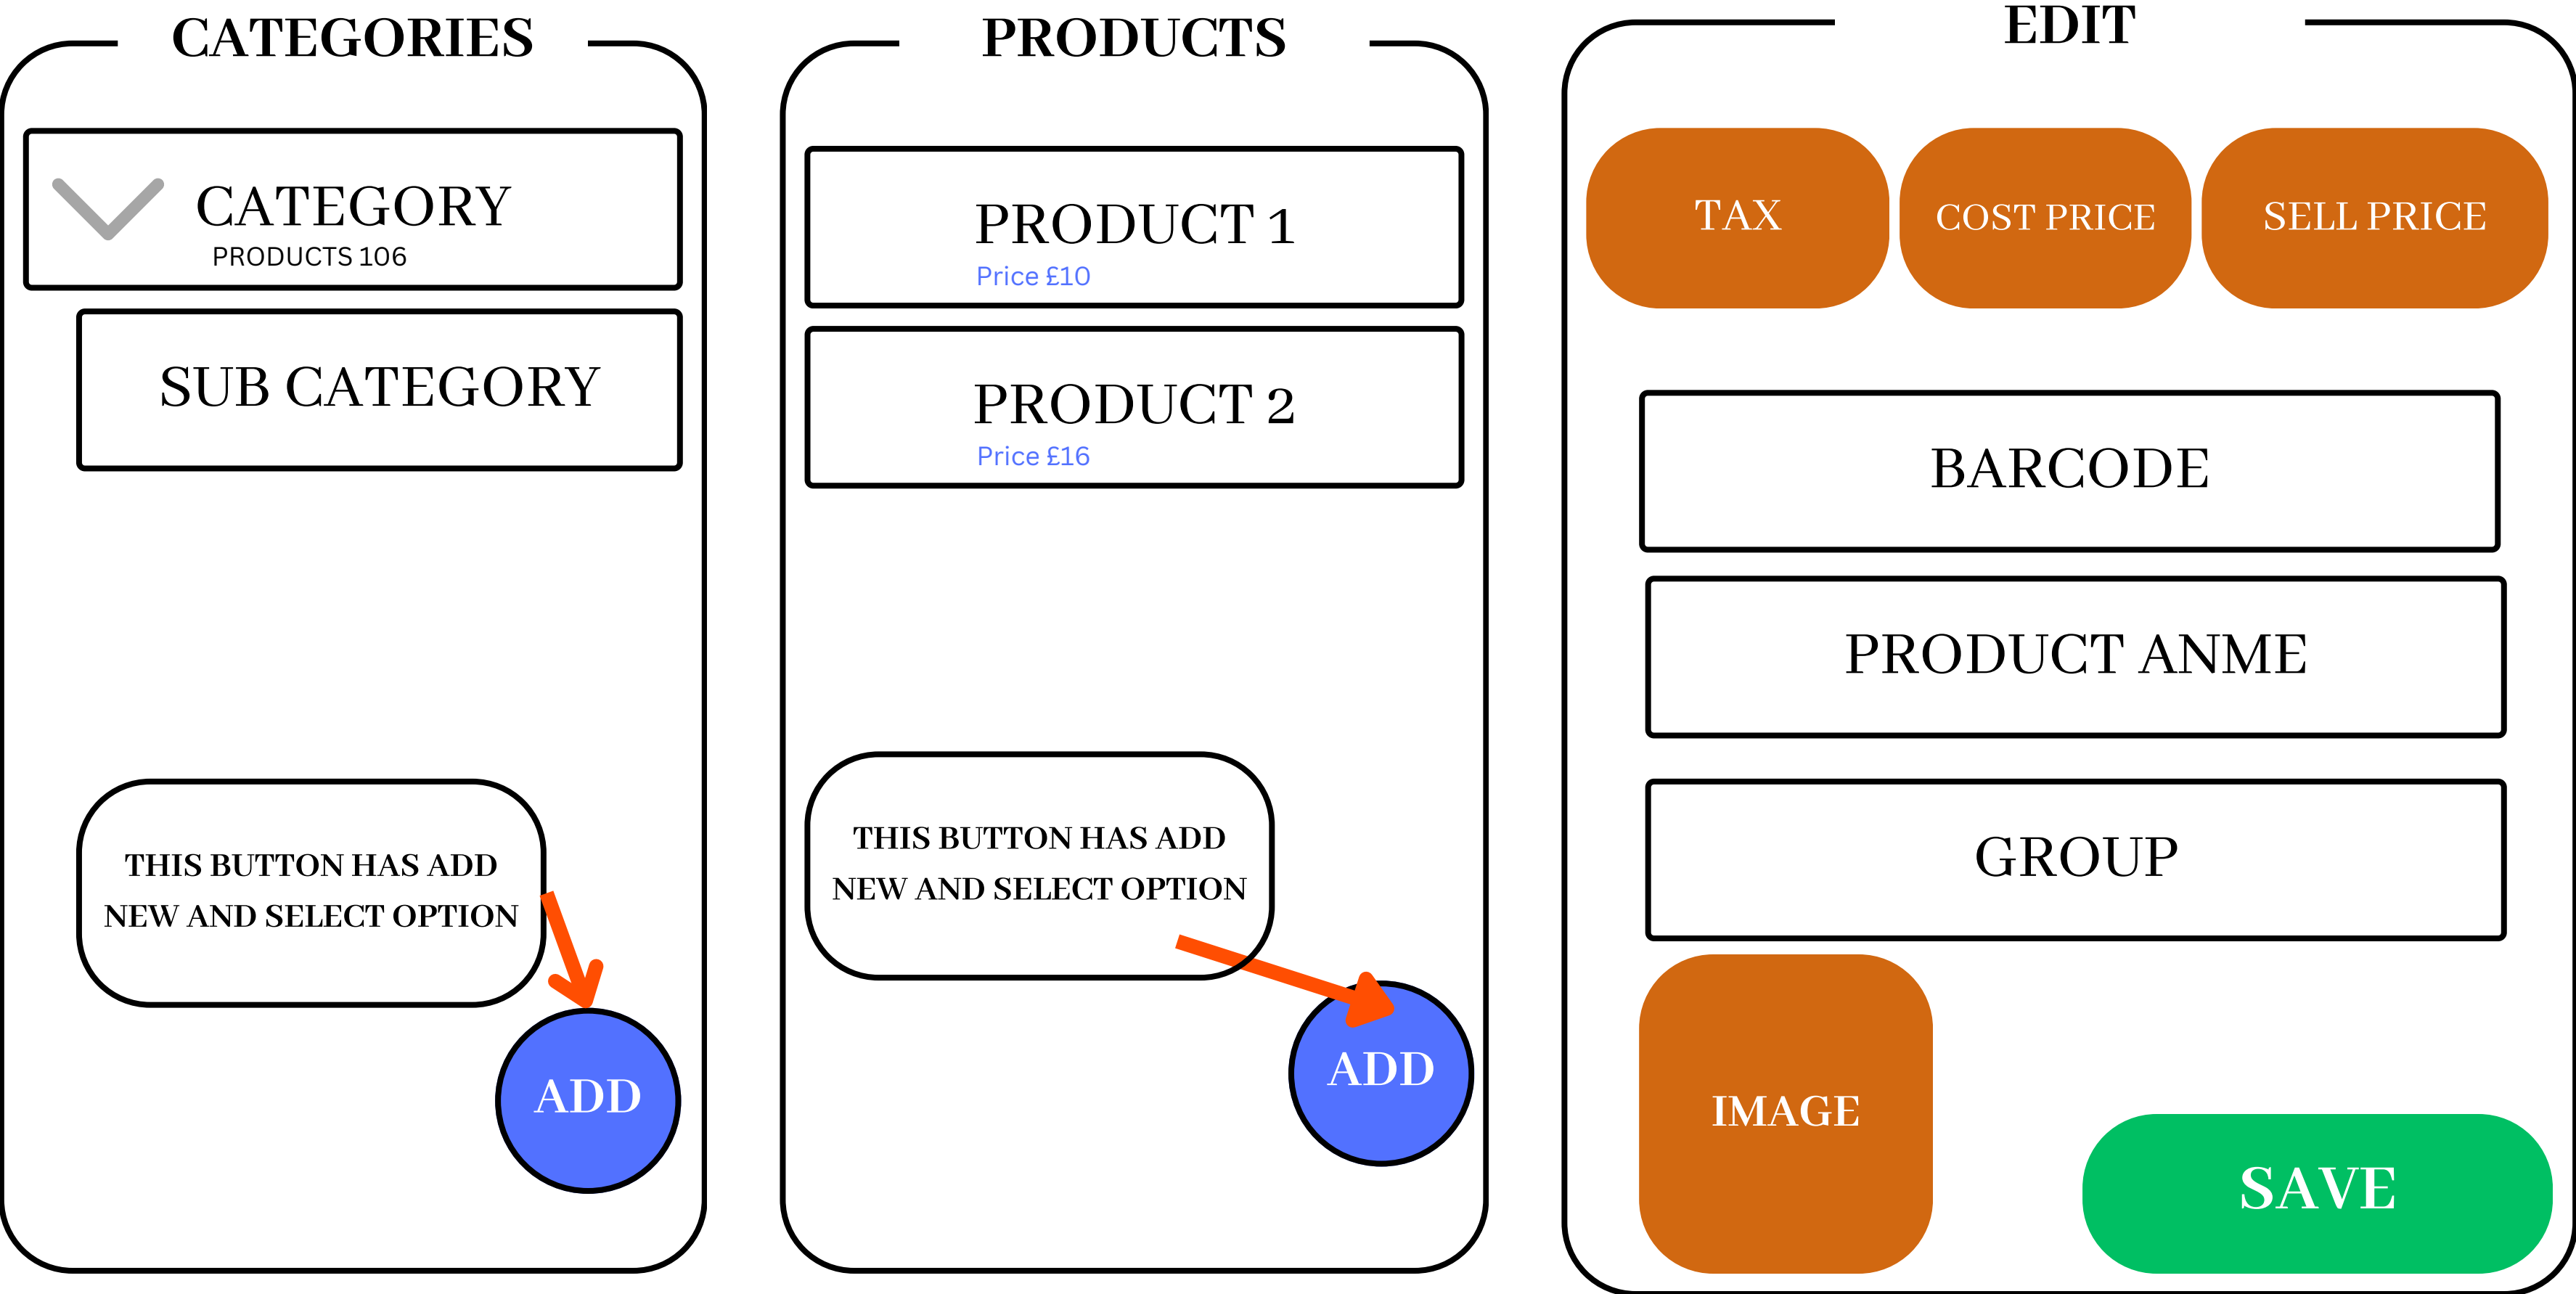 CATEGORIES
CATEGORY
PRODUCTS 106
SUB CATEGORY
THIS BUTTON HAS ADD
NEW AND SELECT OPTION
ADD
PRODUCTS
PRODUCT 1
Price £10
PRODUCT 2
Price £16
THIS BUTTON HAS ADD
NEW AND SELECT OPTION
ADD
EDIT
TAX
COST PRICE
SELL PRICE
BARCODE
PRODUCT ANME
GROUP
IMAGE
SAVE